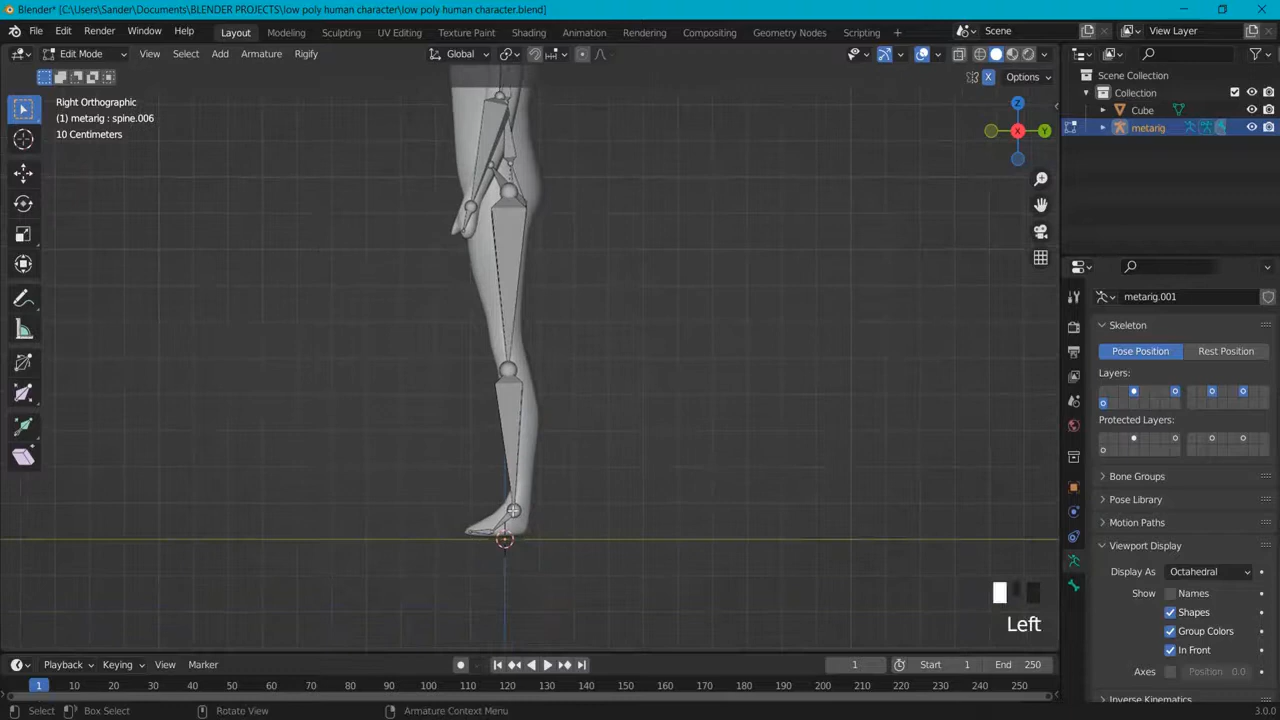 Blender* [C:\Users\Sander\Documents\BLENDER PROJECTS\low poly human character\low poly human character.blend]
File Edit Render Window Help Layout Modeling Sculpting UV Editing Texture Paint Shading Animation Rendering Compositing Geometry Nodes Scripting + Scene View Layer
Edit Mode View Select Add Armature Rigify Global
Options
Right Orthographic
(1) metarig : spine.006
10 Centimeters
Z
X
Y
Scene Collection
Collection
Cube
metarig
metarig.001
Skeleton
Pose Position Rest Position
Layers:
Protected Layers:
Bone Groups
Pose Library
Motion Paths
Viewport Display
Display As Octahedral
Show Names
Shapes
Group Colors
In Front
Axes Position 0.0
Inverse Kinematics
Left
Playback Keying View Marker 1 Start 1 End 250
1 10 20 30 40 50 60 70 80 90 100 110 120 130 140 150 160 170 180 190 200 210 220 230 240 250
Select Box Select Rotate View Armature Context Menu 3.0.0